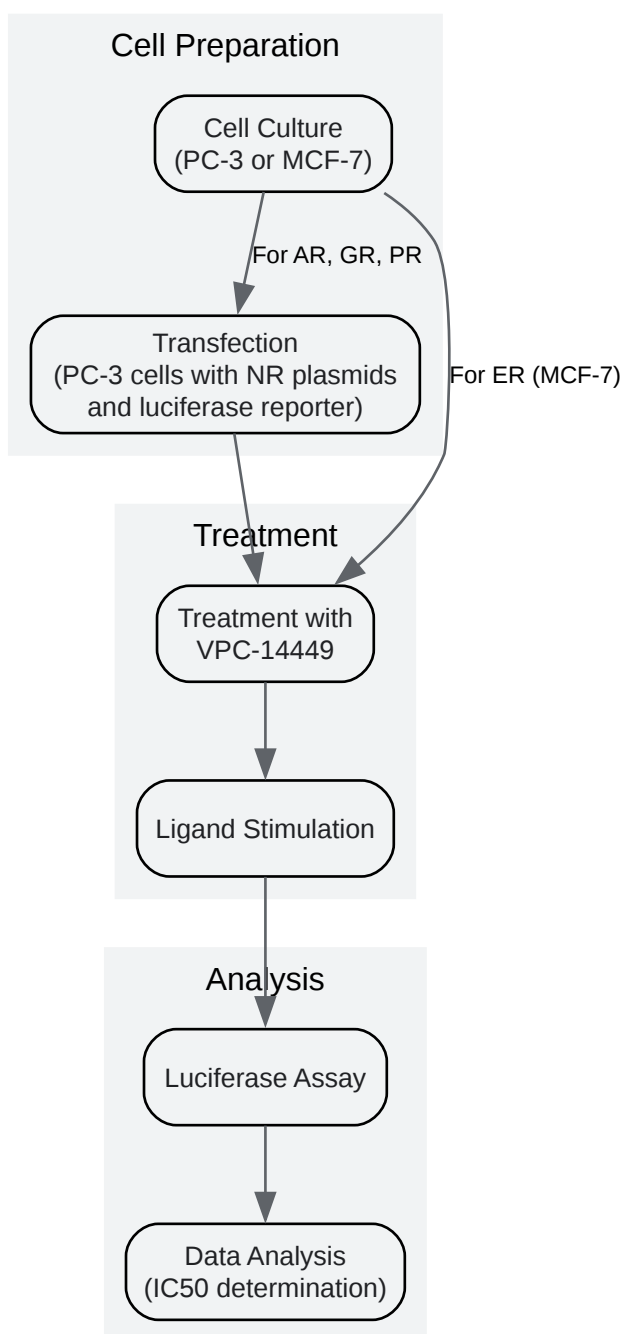 Cell Preparation
Cell Culture
(PC-3 or MCF-7)
For AR, GR, PR
Transfection
(PC-3 cells with NR plasmids
and luciferase reporter)
For ER (MCF-7)
Treatment
Treatment with
VPC-14449
Ligand Stimulation
Analysis
Luciferase Assay
Data Analysis
(IC50 determination)